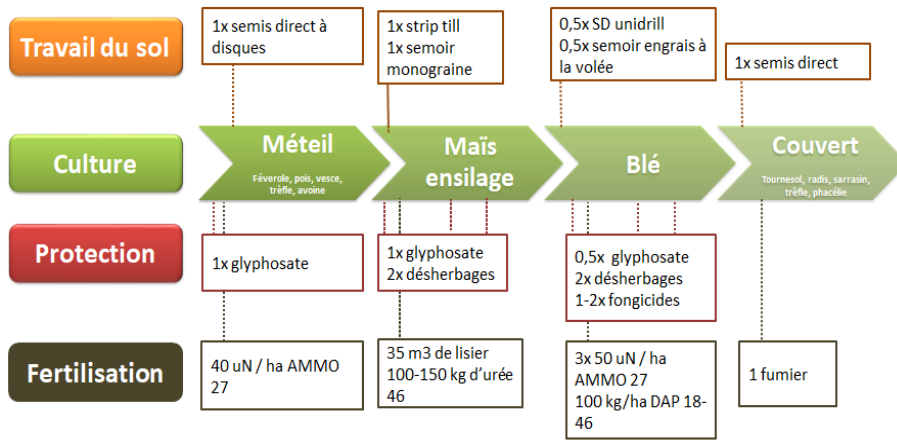 Travail du sol
1x semis direct à
disques
1x strip till
1x semoir
monograine
0,5x SD unidrill
0,5x semoir engrais à
la volée
1x semis direct
Culture
Méteil
Féverole, pois, vesce,
trèfle, avoine
Maïs
ensilage
Blé
Couvert
Tournesol, radis, sarrasin,
trèfle, phacélie
Protection
1x glyphosate
1x glyphosate
2x désherbages
0,5x glyphosate
2x désherbages
1-2x fongicides
Fertilisation
40 uN / ha AMMO
27
35 m3 de lisier
100-150 kg d'urée
46
3x 50 uN / ha
AMMO 27
100 kg/ha DAP 18-
46
1 fumier